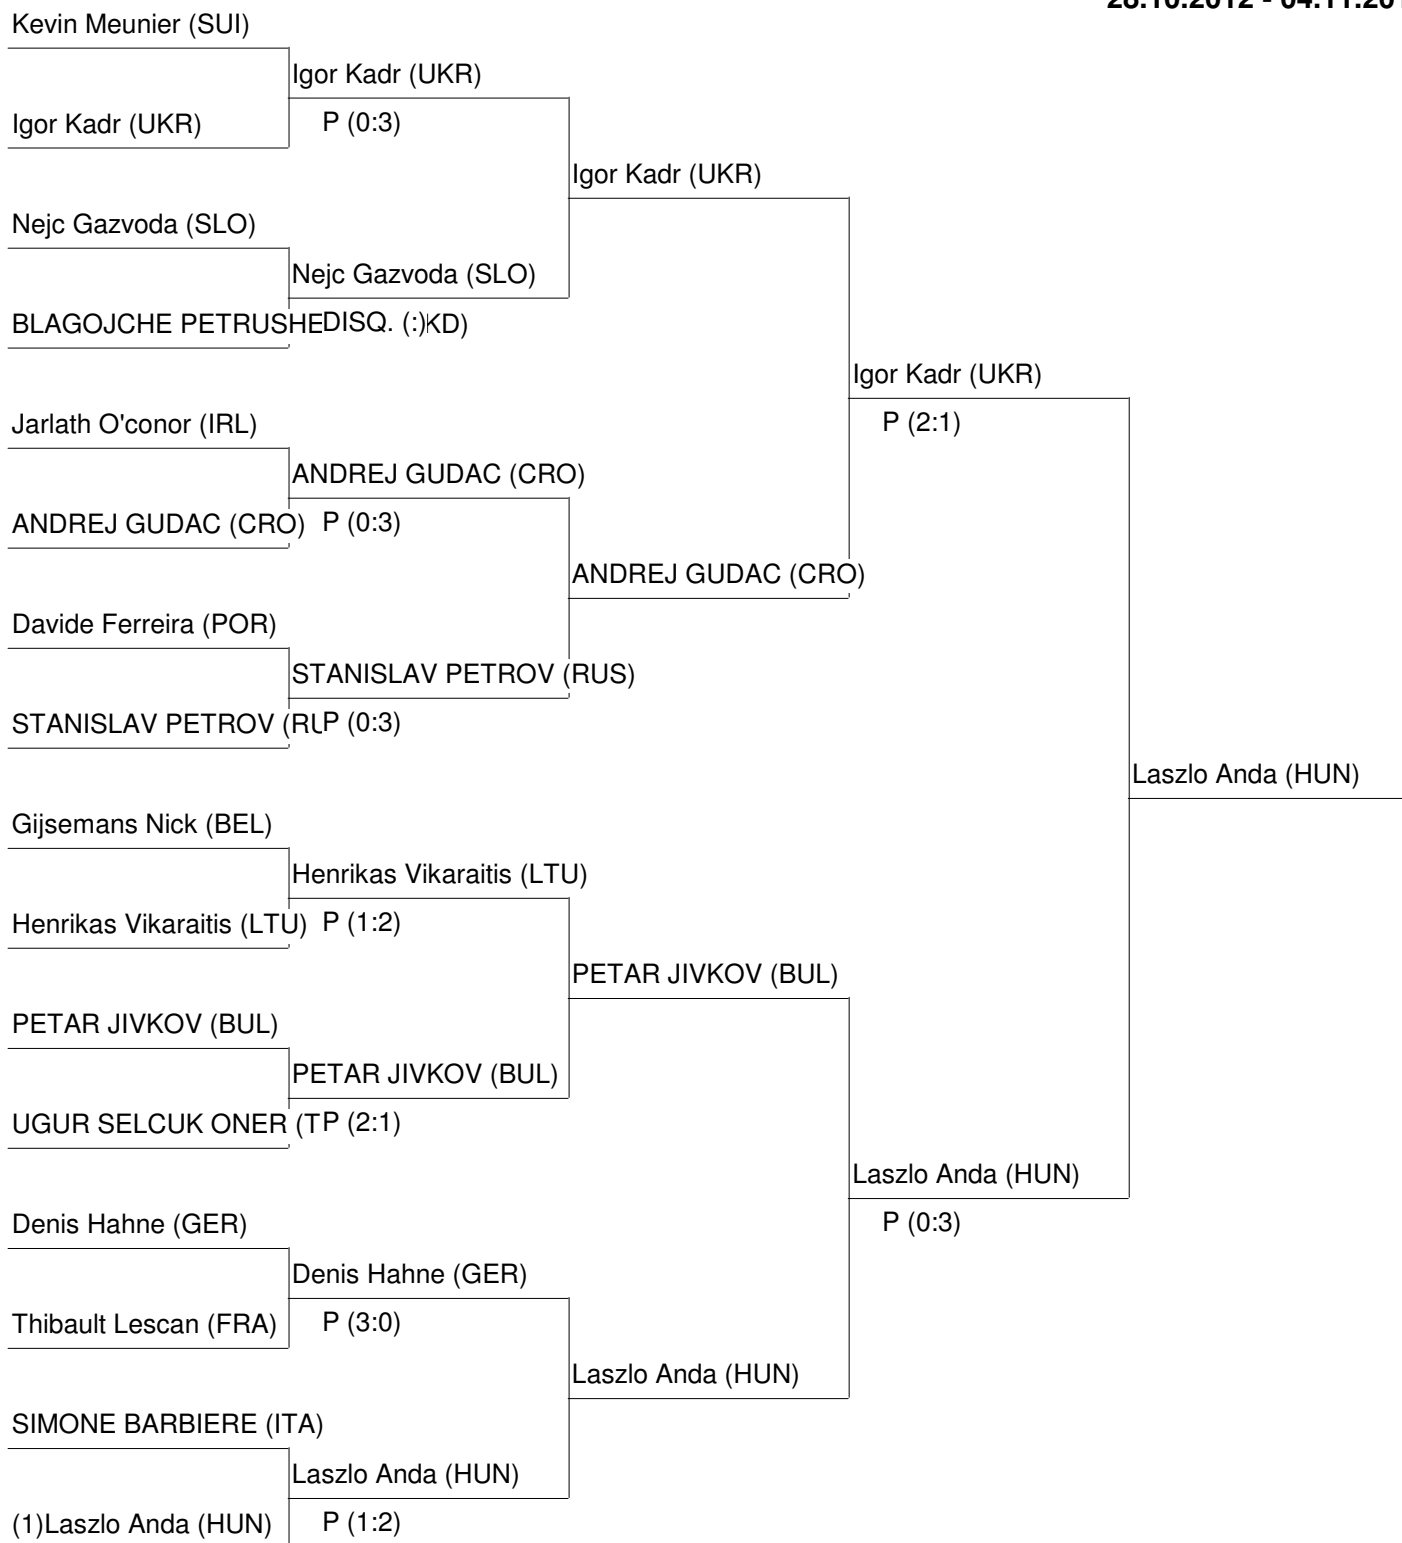 28.10.2012 - 04.11.201
Kevin Meunier (SUI)
Igor Kadr (UKR)
Igor Kadr (UKR)
P (0:3)
Igor Kadr (UKR)
Nejc Gazvoda (SLO)
Nejc Gazvoda (SLO)
BLAGOJCHE PETRUSHE
DISQ. (:)
KD)
Igor Kadr (UKR)
Jarlath O'conor (IRL)
P (2:1)
ANDREJ GUDAC (CRO)
ANDREJ GUDAC (CRO)
P (0:3)
ANDREJ GUDAC (CRO)
Davide Ferreira (POR)
STANISLAV PETROV (RUS)
STANISLAV PETROV (RU
P (0:3)
Laszlo Anda (HUN)
Gijsemans Nick (BEL)
Henrikas Vikaraitis (LTU)
Henrikas Vikaraitis (LTU)
P (1:2)
PETAR JIVKOV (BUL)
PETAR JIVKOV (BUL)
PETAR JIVKOV (BUL)
UGUR SELCUK ONER (T
P (2:1)
Laszlo Anda (HUN)
Denis Hahne (GER)
P (0:3)
Denis Hahne (GER)
Thibault Lescan (FRA)
P (3:0)
Laszlo Anda (HUN)
SIMONE BARBIERE (ITA)
Laszlo Anda (HUN)
(1)Laszlo Anda (HUN)
P (1:2)